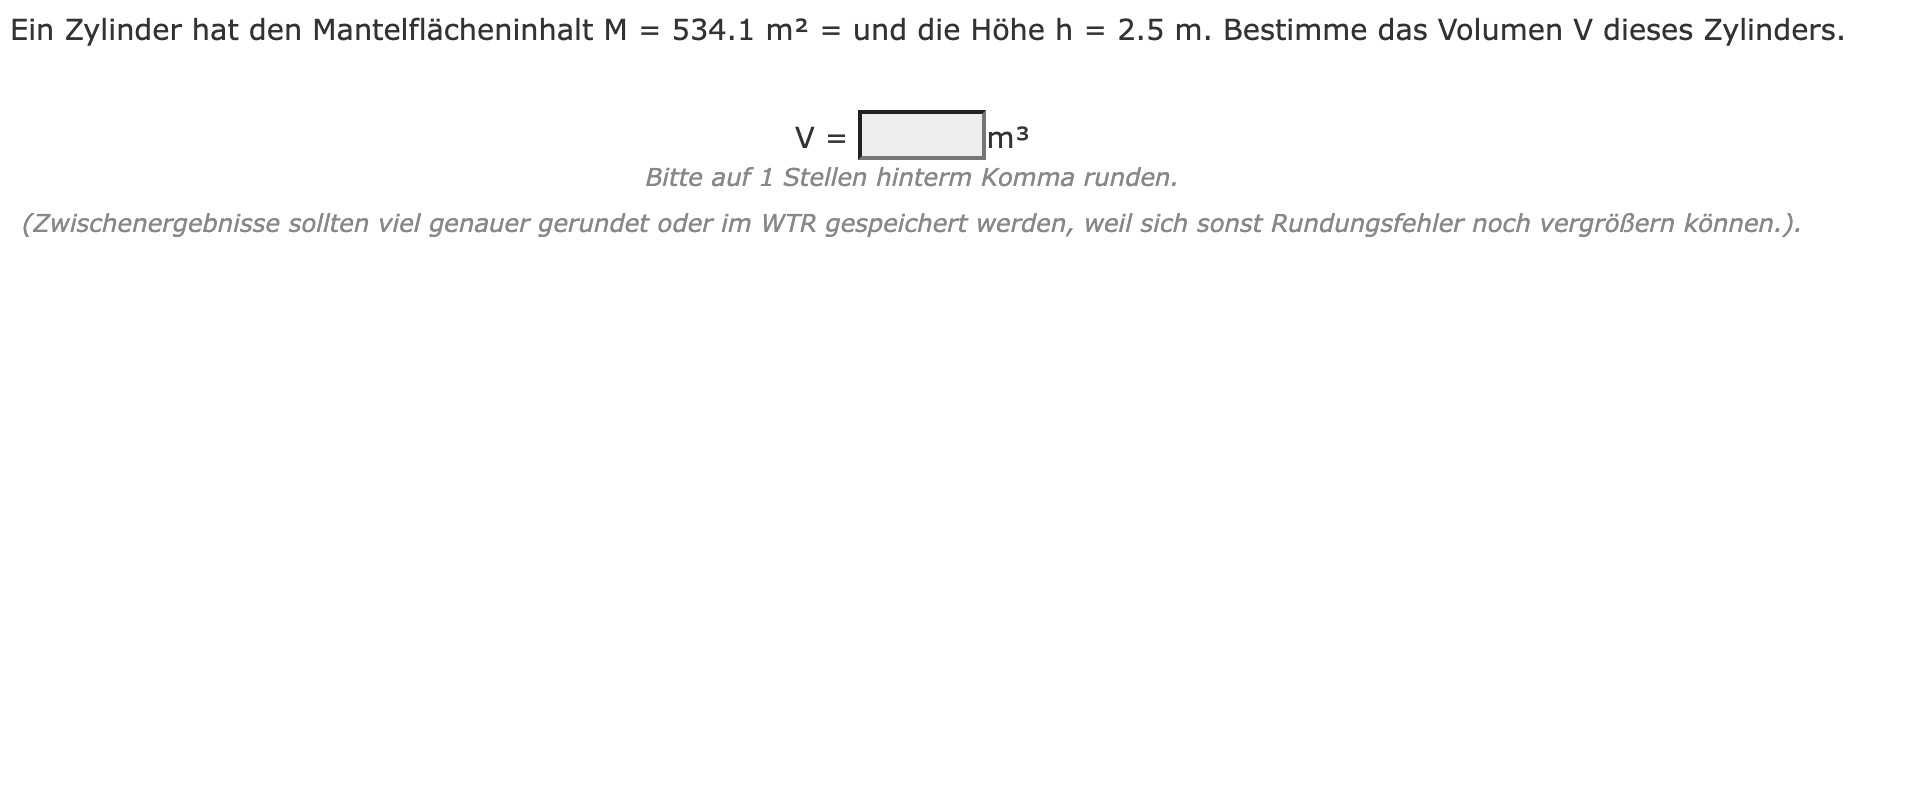 Ein Zylinder hat den Mantelflächeninhalt M = 534.1 m² = und die Höhe h = 2.5 m. Bestimme das Volumen V dieses Zylinders.
V = m³
Bitte auf 1 Stellen hinterm Komma runden.
(Zwischenergebnisse sollten viel genauer gerundet oder im WTR gespeichert werden, weil sich sonst Rundungsfehler noch vergrößern können.).